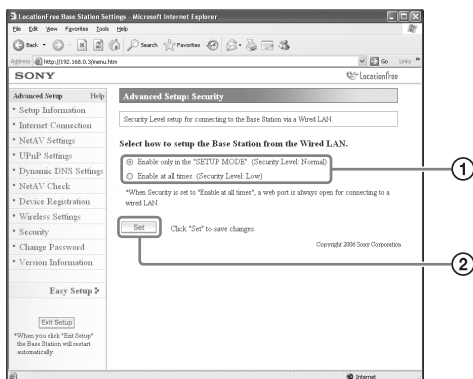 LocationFree Base Station Settings - Microsoft Internet Explorer
File Edit View Favorites Tools Help
Back Search Favorites
Address http://192.168.0.3/menu.htm Go Links »
SONY LocationFree
Advanced Setup Help
• Setup Information
• Internet Connection
• NetAV Settings
• UPnP Settings
• Dynamic DNS Settings
• NetAV Check
• Device Registration
• Wireless Settings
• Security
• Change Password
• Version Information
Easy Setup
Exit Setup
*When you click "Exit Setup"
the Base Station will restart
automatically.
Advanced Setup: Security
Security Level setup for connecting to the Base Station via a Wired LAN.
Select how to setup the Base Station from the Wired LAN.
Enable only in the "SETUP MODE" (Security Level: Normal)
Enable at all times. (Security Level: Low)
*When Security is set to "Enable at all times", a web port is always open for connecting to a
wired LAN.
Set Click "Set" to save changes.
Copyright 2006 Sony Corporation
Internet
1
2